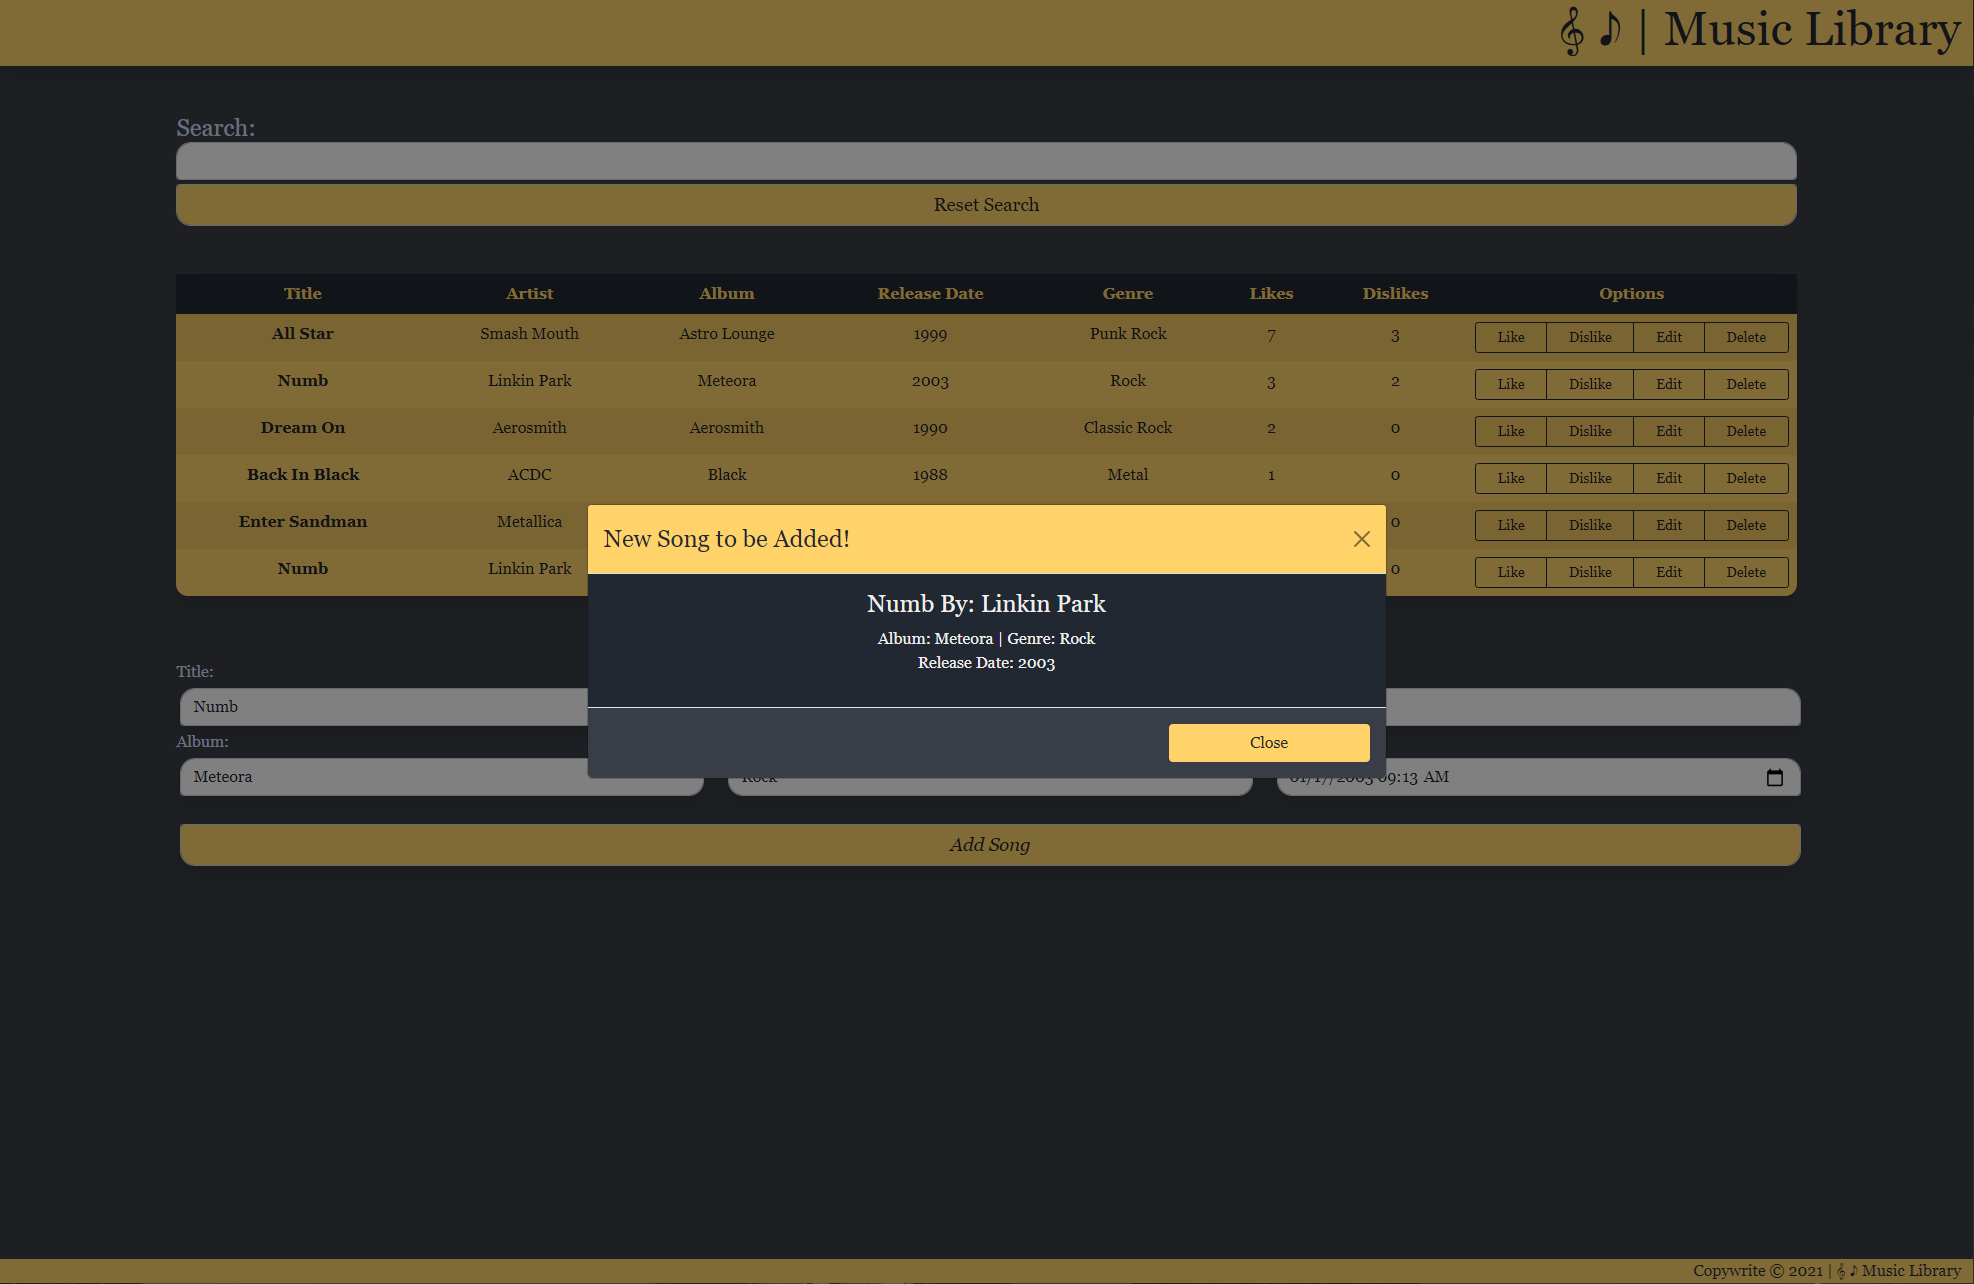 𝄞 ♪ | Music Library
Search:
Reset Search
Title Artist Album Release Date Genre Likes Dislikes Options
All Star Smash Mouth Astro Lounge 1999 Punk Rock 7 3 Like Dislike Edit Delete
Numb Linkin Park Meteora 2003 Rock 3 2 Like Dislike Edit Delete
Dream On Aerosmith Aerosmith 1990 Classic Rock 2 0 Like Dislike Edit Delete
Back In Black ACDC Black 1988 Metal 1 0 Like Dislike Edit Delete
Enter Sandman Metallica 0 Like Dislike Edit Delete
Numb Linkin Park 0 Like Dislike Edit Delete
New Song to be Added!
Numb By: Linkin Park
Album: Meteora | Genre: Rock
Release Date: 2003
Close
Title:
Numb
Album:
Meteora Rock 01/17/2003 09:13 AM
Add Song
Copywrite © 2021 | 𝄞 ♪ Music Library